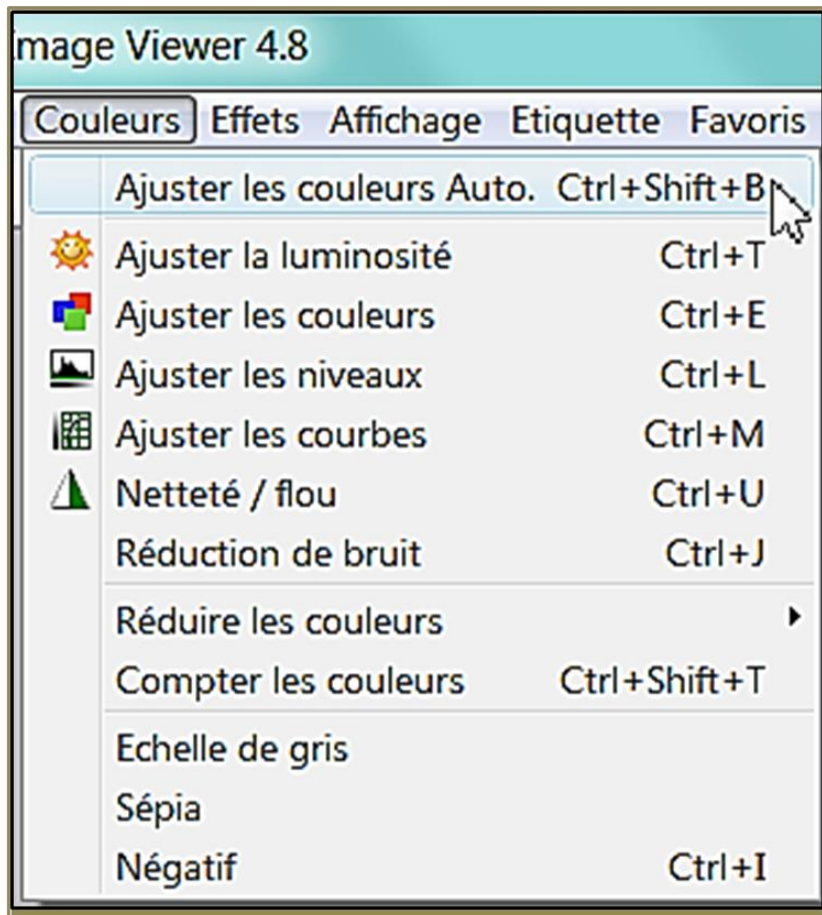 Image Viewer 4.8
Couleurs Effets Affichage Etiquette Favoris
Ajuster les couleurs Auto. Ctrl+Shift+B
Ajuster la luminosité Ctrl+T
Ajuster les couleurs Ctrl+E
Ajuster les niveaux Ctrl+L
Ajuster les courbes Ctrl+M
Netteté / flou Ctrl+U
Réduction de bruit Ctrl+J
Réduire les couleurs
Compter les couleurs Ctrl+Shift+T
Echelle de gris
Sépia
Négatif Ctrl+I